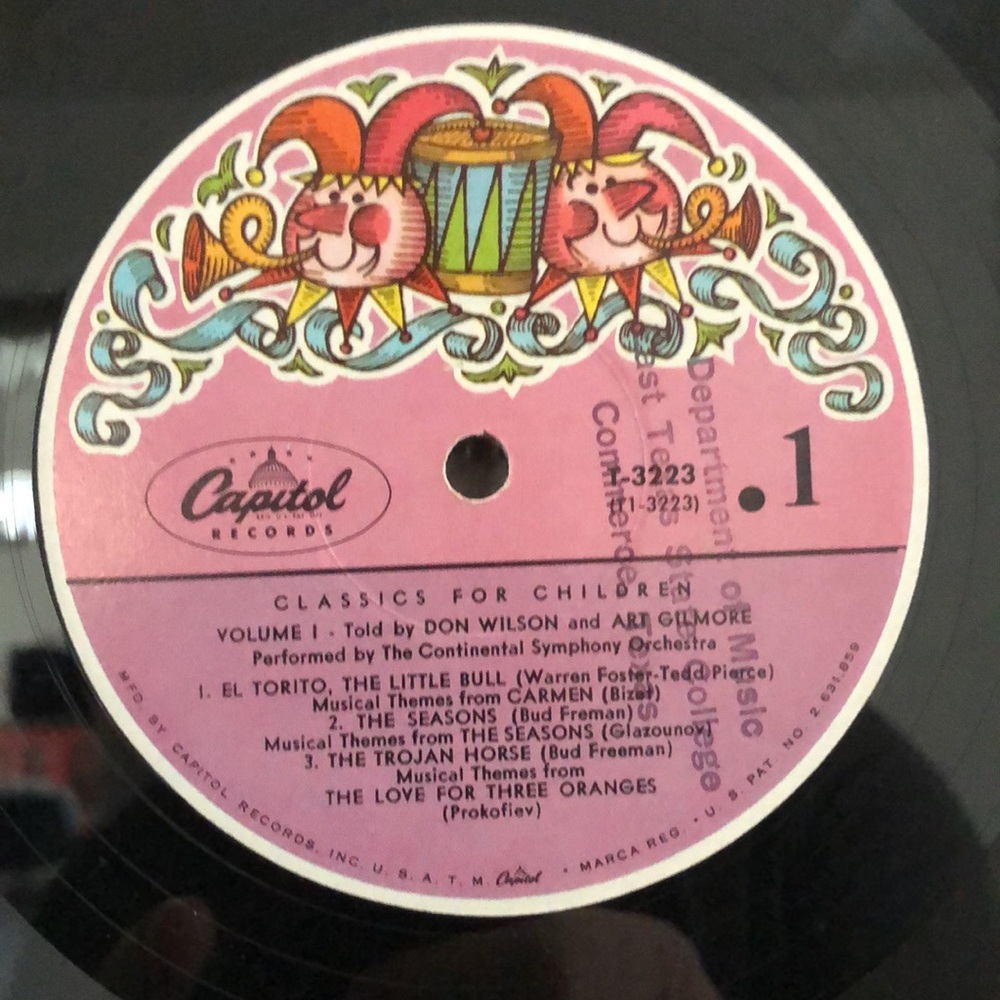 Capitol
RECORDS
T-3223
(T1-3223)
.1
CLASSICS FOR CHILDREN
VOLUME I - Told by DON WILSON and ART GILMORE
Performed by The Continental Symphony Orchestra
1. EL TORITO, THE LITTLE BULL (Warren Foster-Tedd Pierce)
Musical Themes from CARMEN (Bizet)
2. THE SEASONS (Bud Freman)
Musical Themes from THE SEASONS (Glazounov)
3. THE TROJAN HORSE (Bud Freeman)
Musical Themes from
THE LOVE FOR THREE ORANGES
(Prokofiev)
MFD. BY CAPITOL RECORDS, INC. U. S. A. T. M. Capitol • MARCA REG. • U. S. PAT. NO. 2,631,859
Department of Music
East Texas State College
Commerce, Texas